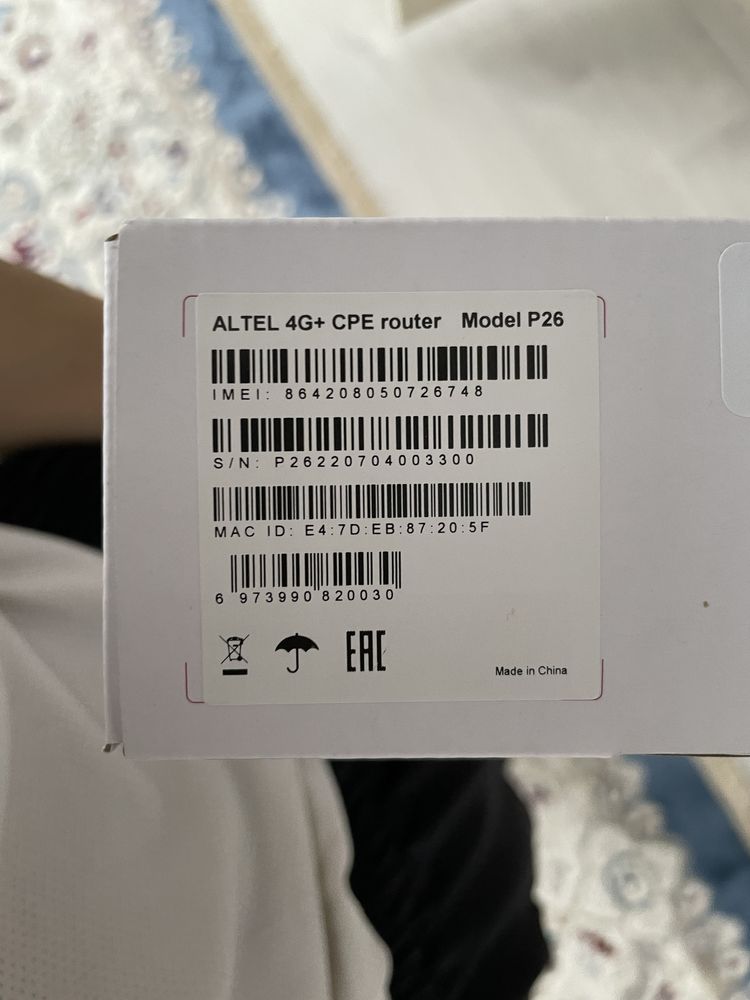 ALTEL 4G+ CPE router Model P26
IMEI: 864208050726748
S/N: P26220704003300
MAC ID: E4:7D:EB:87:20:5F
6 973990 820030
EAC
Made in China